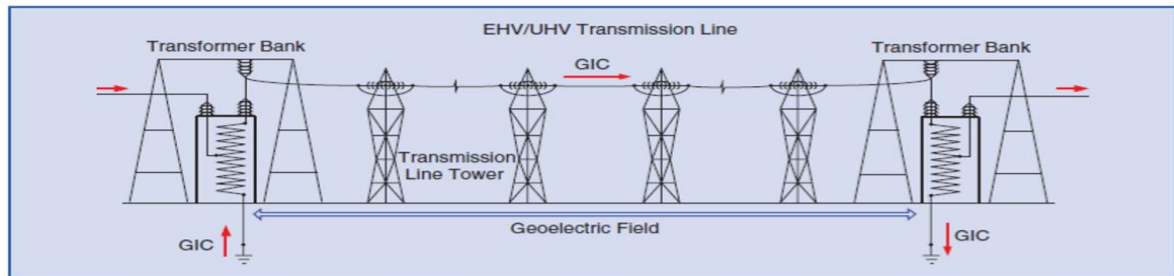 EHV/UHV Transmission Line
Transformer Bank
GIC
Transformer Bank
Transmission
Line Tower
Geoelectric Field
GIC
GIC